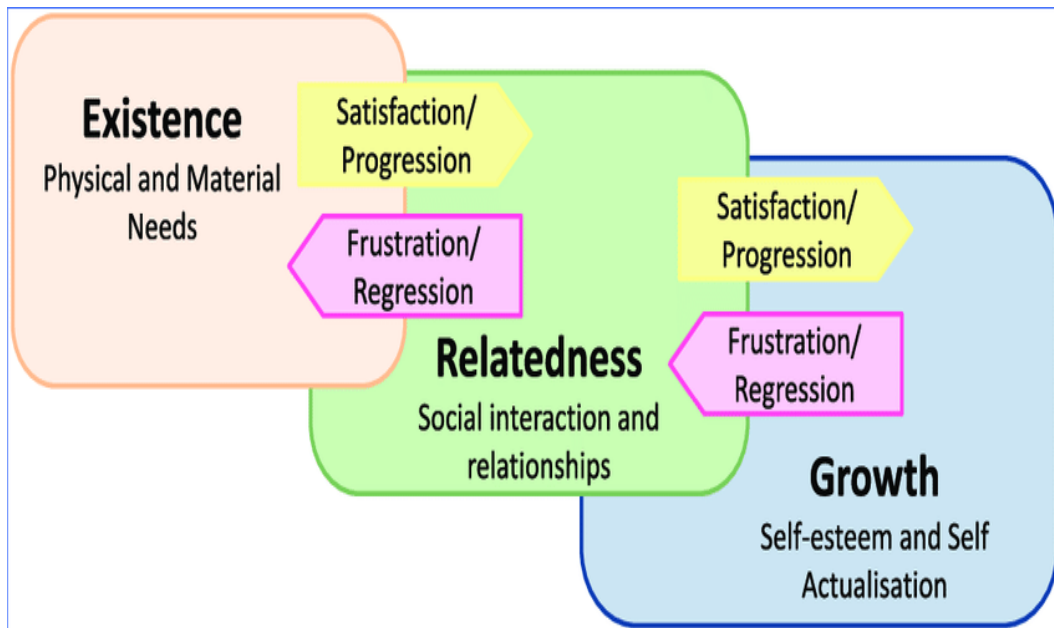 Existence
Physical and Material
Needs
Satisfaction/
Progression
Frustration/
Regression
Relatedness
Social interaction and
relationships
Satisfaction/
Progression
Frustration/
Regression
Growth
Self-esteem and Self
Actualisation